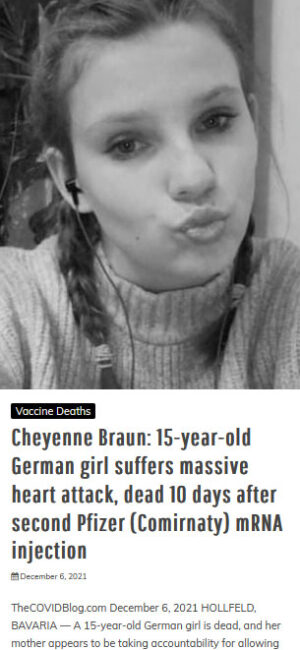 Vaccine Deaths
Cheyenne Braun: 15-year-old
German girl suffers massive
heart attack, dead 10 days after
second Pfizer (Comirnaty) mRNA
injection
December 6, 2021
TheCOVIDBlog.com December 6, 2021 HOLLFELD,
BAVARIA — A 15-year-old German girl is dead, and her
mother appears to be taking accountability for allowing